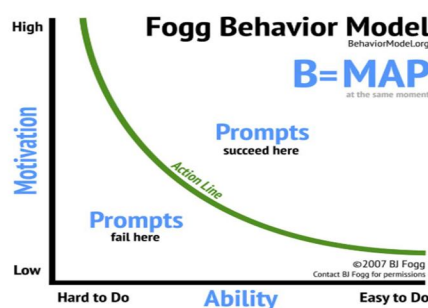 High
Fogg Behavior Model
BehaviorModel.org
B=MAP
at the same moment
Motivation
Prompts
succeed here
Action Line
Prompts
fail here
Low
©2007 BJ Fogg
Contact BJ Fogg for permissions
Hard to Do
Ability
Easy to Do